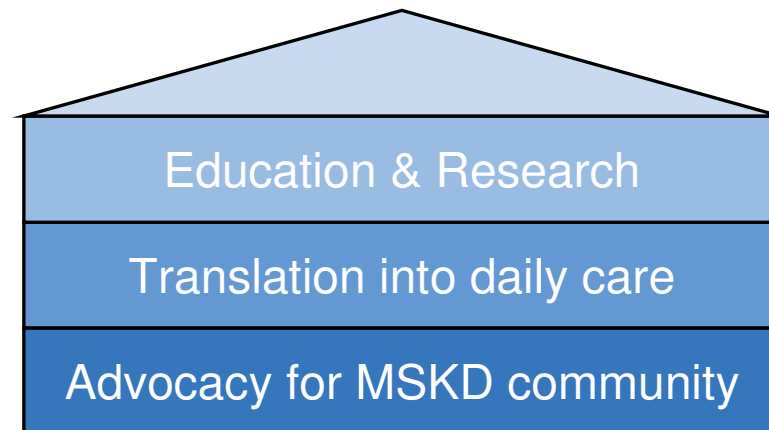 Education & Research
Translation into daily care
Advocacy for MSKD community